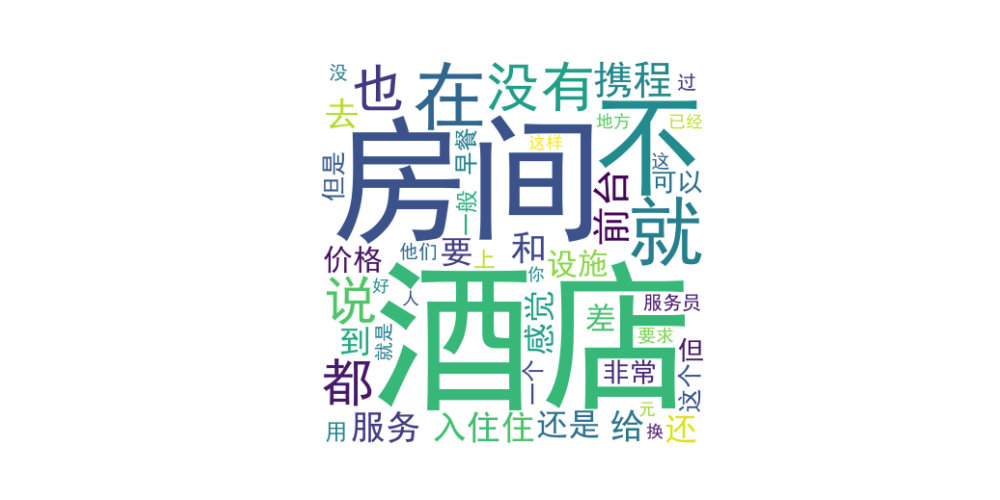 没
也
在
没有
携程
过
去
不
地方
已经
房间
早餐
这样
这
可以
但是
一般
前台
就
价格
他们
要
上
和
设施
你
酒店
说
好
人
感觉
差
服务员
到
就是
要求
但
都
一个
非常
这个
元
用
服务
入住
住
还是
给
换
还